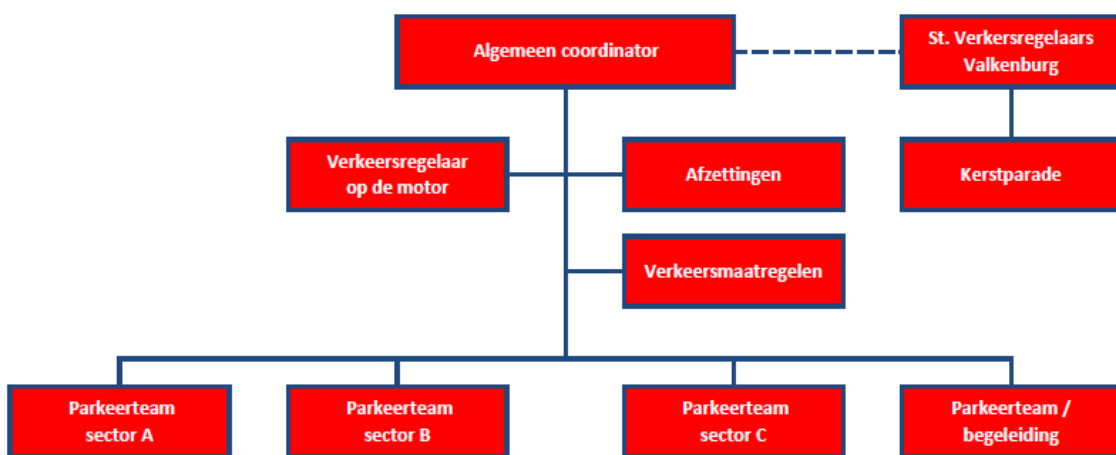 Algemeen coordinator
St. Verkersregelaars
Valkenburg
Verkeersregelaar
op de motor
Afzettingen
Kerstparade
Verkeersmaatregelen
Parkeerteam
sector A
Parkeerteam
sector B
Parkeerteam
sector C
Parkeerteam /
begeleiding